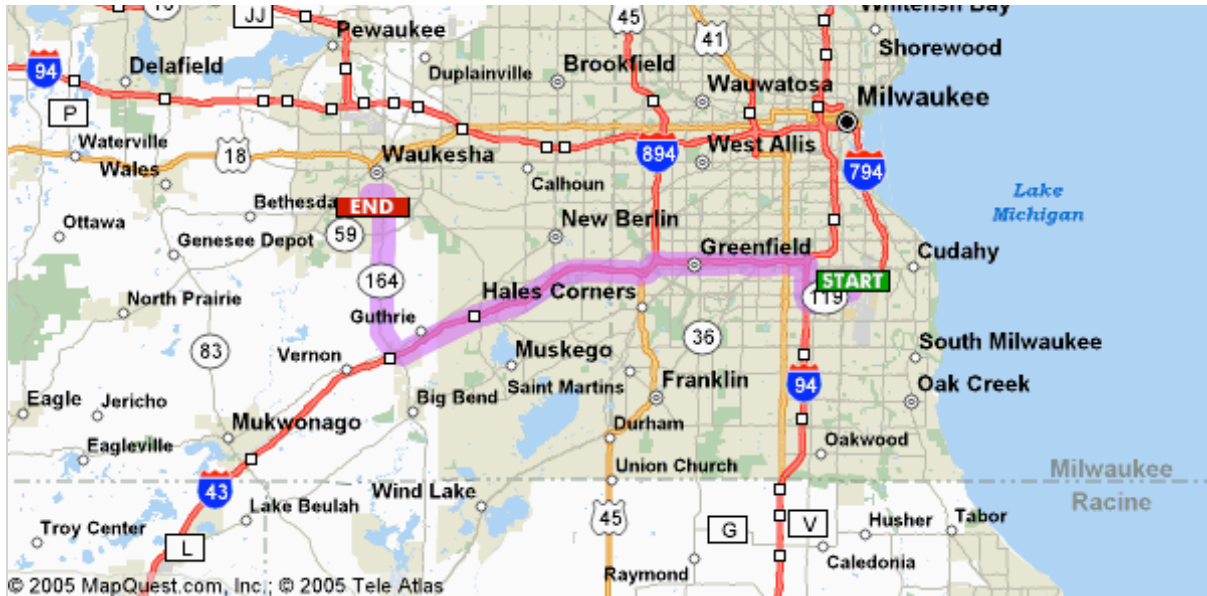 Whitefish Bay
JJ
45
41
Pewaukee
Shorewood
94
Delafield
Duplainville
Brookfield
Wauwatosa
Milwaukee
P
Waterville
18
Waukesha
894
West Allis
794
Wales
Calhoun
Bethesda
END
Lake
Michigan
Ottawa
59
New Berlin
Genesee Depot
Greenfield
Cudahy
164
START
North Prairie
Hales Corners
119
Guthrie
83
36
South Milwaukee
Vernon
Muskego
Saint Martins
Franklin
94
Oak Creek
Eagle
Jericho
Big Bend
Mukwonago
Durham
Eagleville
Oakwood
Union Church
Milwaukee
43
Wind Lake
Racine
Lake Beulah
45
Troy Center
L
G
V
Husher
Tabor
Raymond
Caledonia
© 2005 MapQuest.com, Inc.; © 2005 Tele Atlas